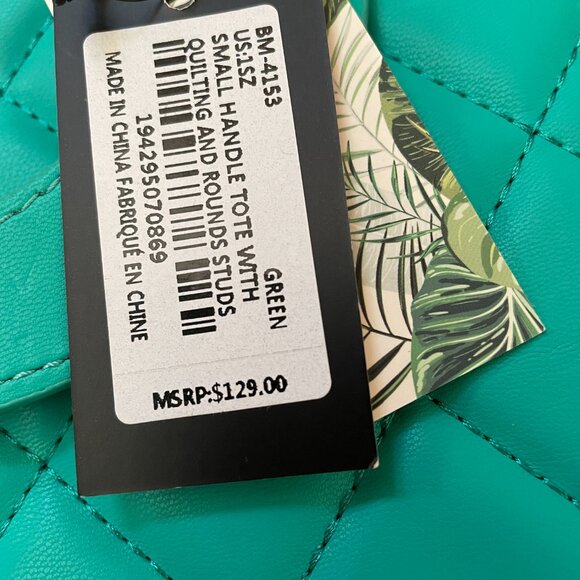 BM-4153
GREEN
US:1SZ
SMALL HANDLE TOTE WITH
QUILTING AND ROUNDS STUDS
194295070869
MADE IN CHINA FABRIQUÉ EN CHINE
MSRP:$129.00